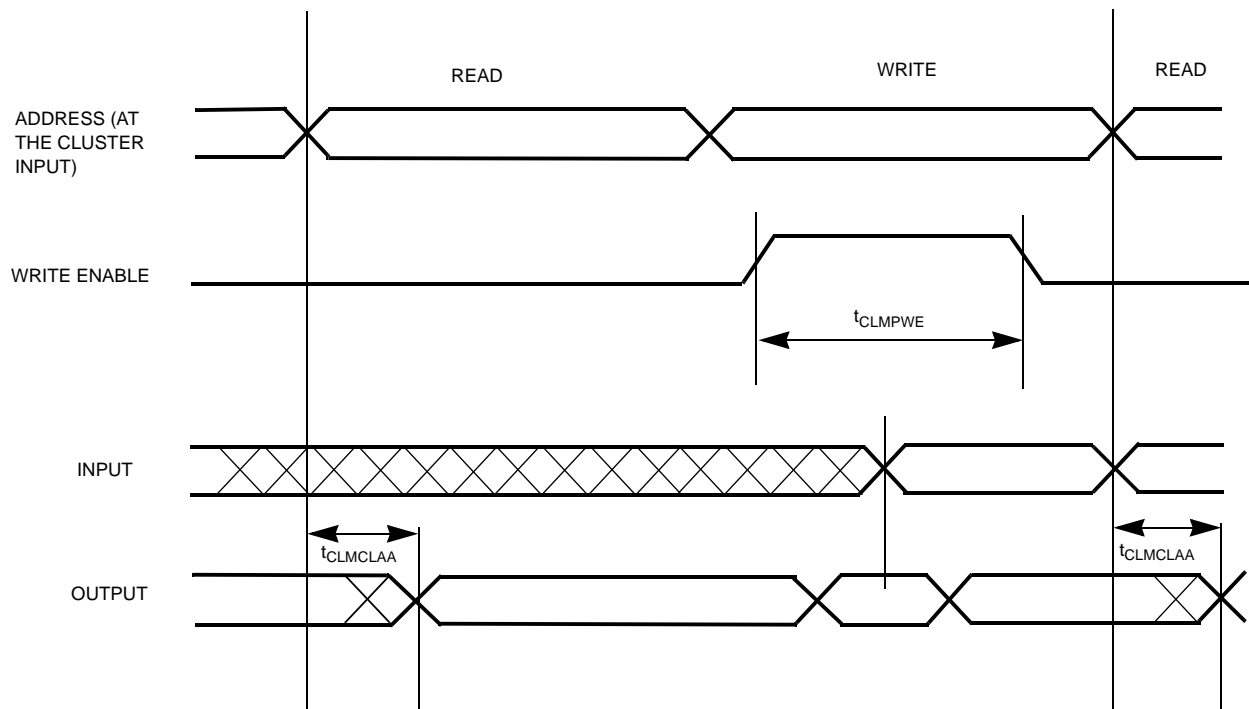 READ
WRITE
READ
ADDRESS (AT
THE CLUSTER
INPUT)
WRITE ENABLE
tCLMPWE
INPUT
tCLMCLAA
tCLMCLAA
OUTPUT